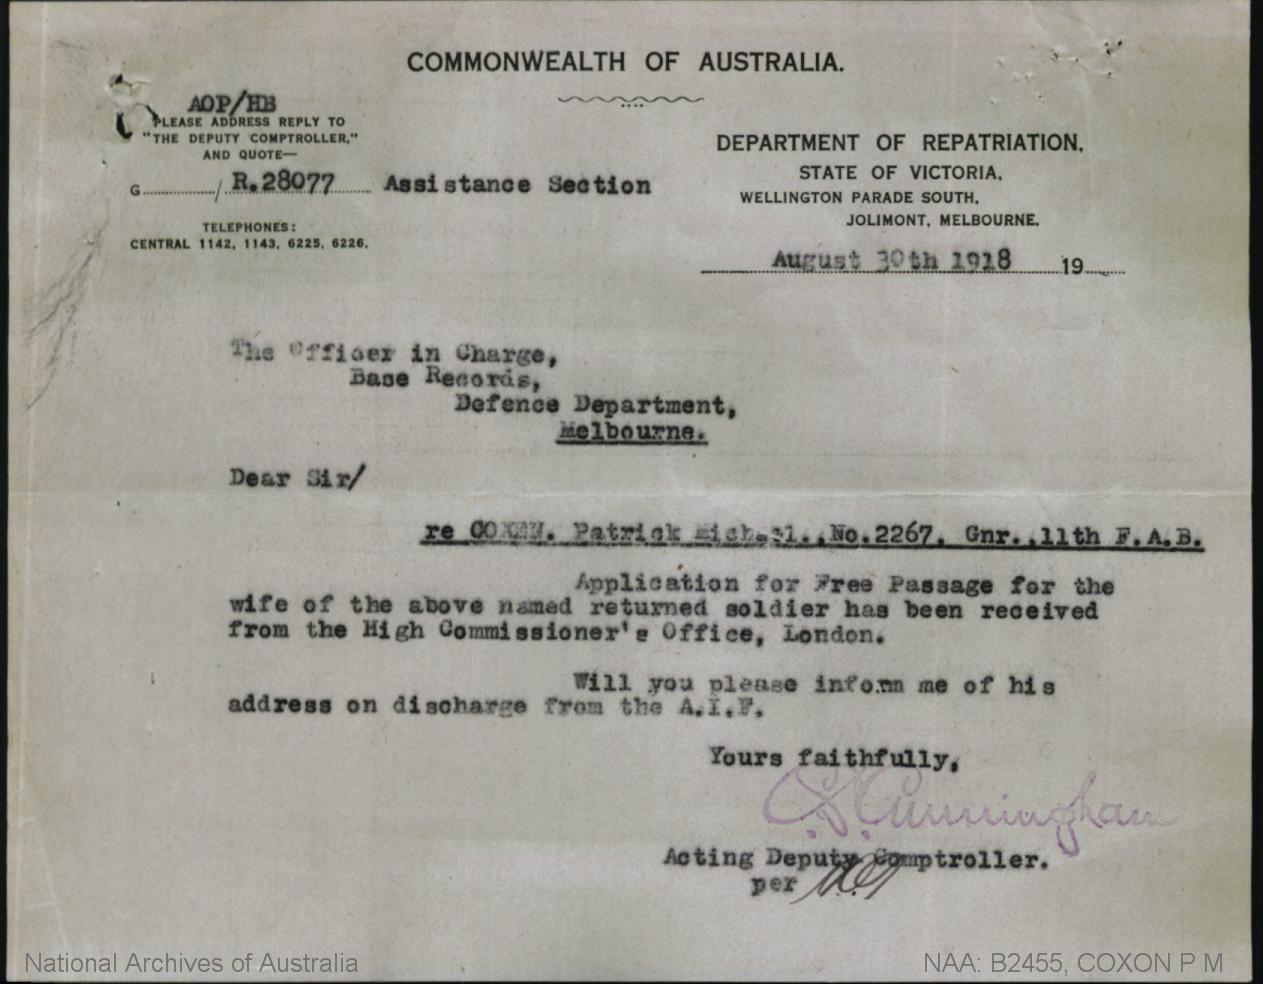 COMMONWEALTH OF AUSTRALIA.
AOP/HB
PLEASE ADDRESS REPLY TO
"THE DEPUTY COMPTROLLER,"
AND QUOTE—
G............/ R.28077 Assistance Section
TELEPHONES:
CENTRAL 1142, 1143, 6225, 6226.
DEPARTMENT OF REPATRIATION,
STATE OF VICTORIA,
WELLINGTON PARADE SOUTH,
JOLIMONT, MELBOURNE.
August 30th 1918 19
The Officer in Charge,
Base Records,
Defence Department,
Melbourne.
Dear Sir/
re Patrick Michael., No.2267. Gnr., 11th F.A.B.
Application for Free Passage for the
wife of the above named returned soldier has been received
from the High Commissioner's Office, London.
Will you please inform me of his
address on discharge from the A.I.F.
Yours faithfully,
Cunningham
Acting Deputy Comptroller.
per
National Archives of Australia
NAA: B2455, COXON P M